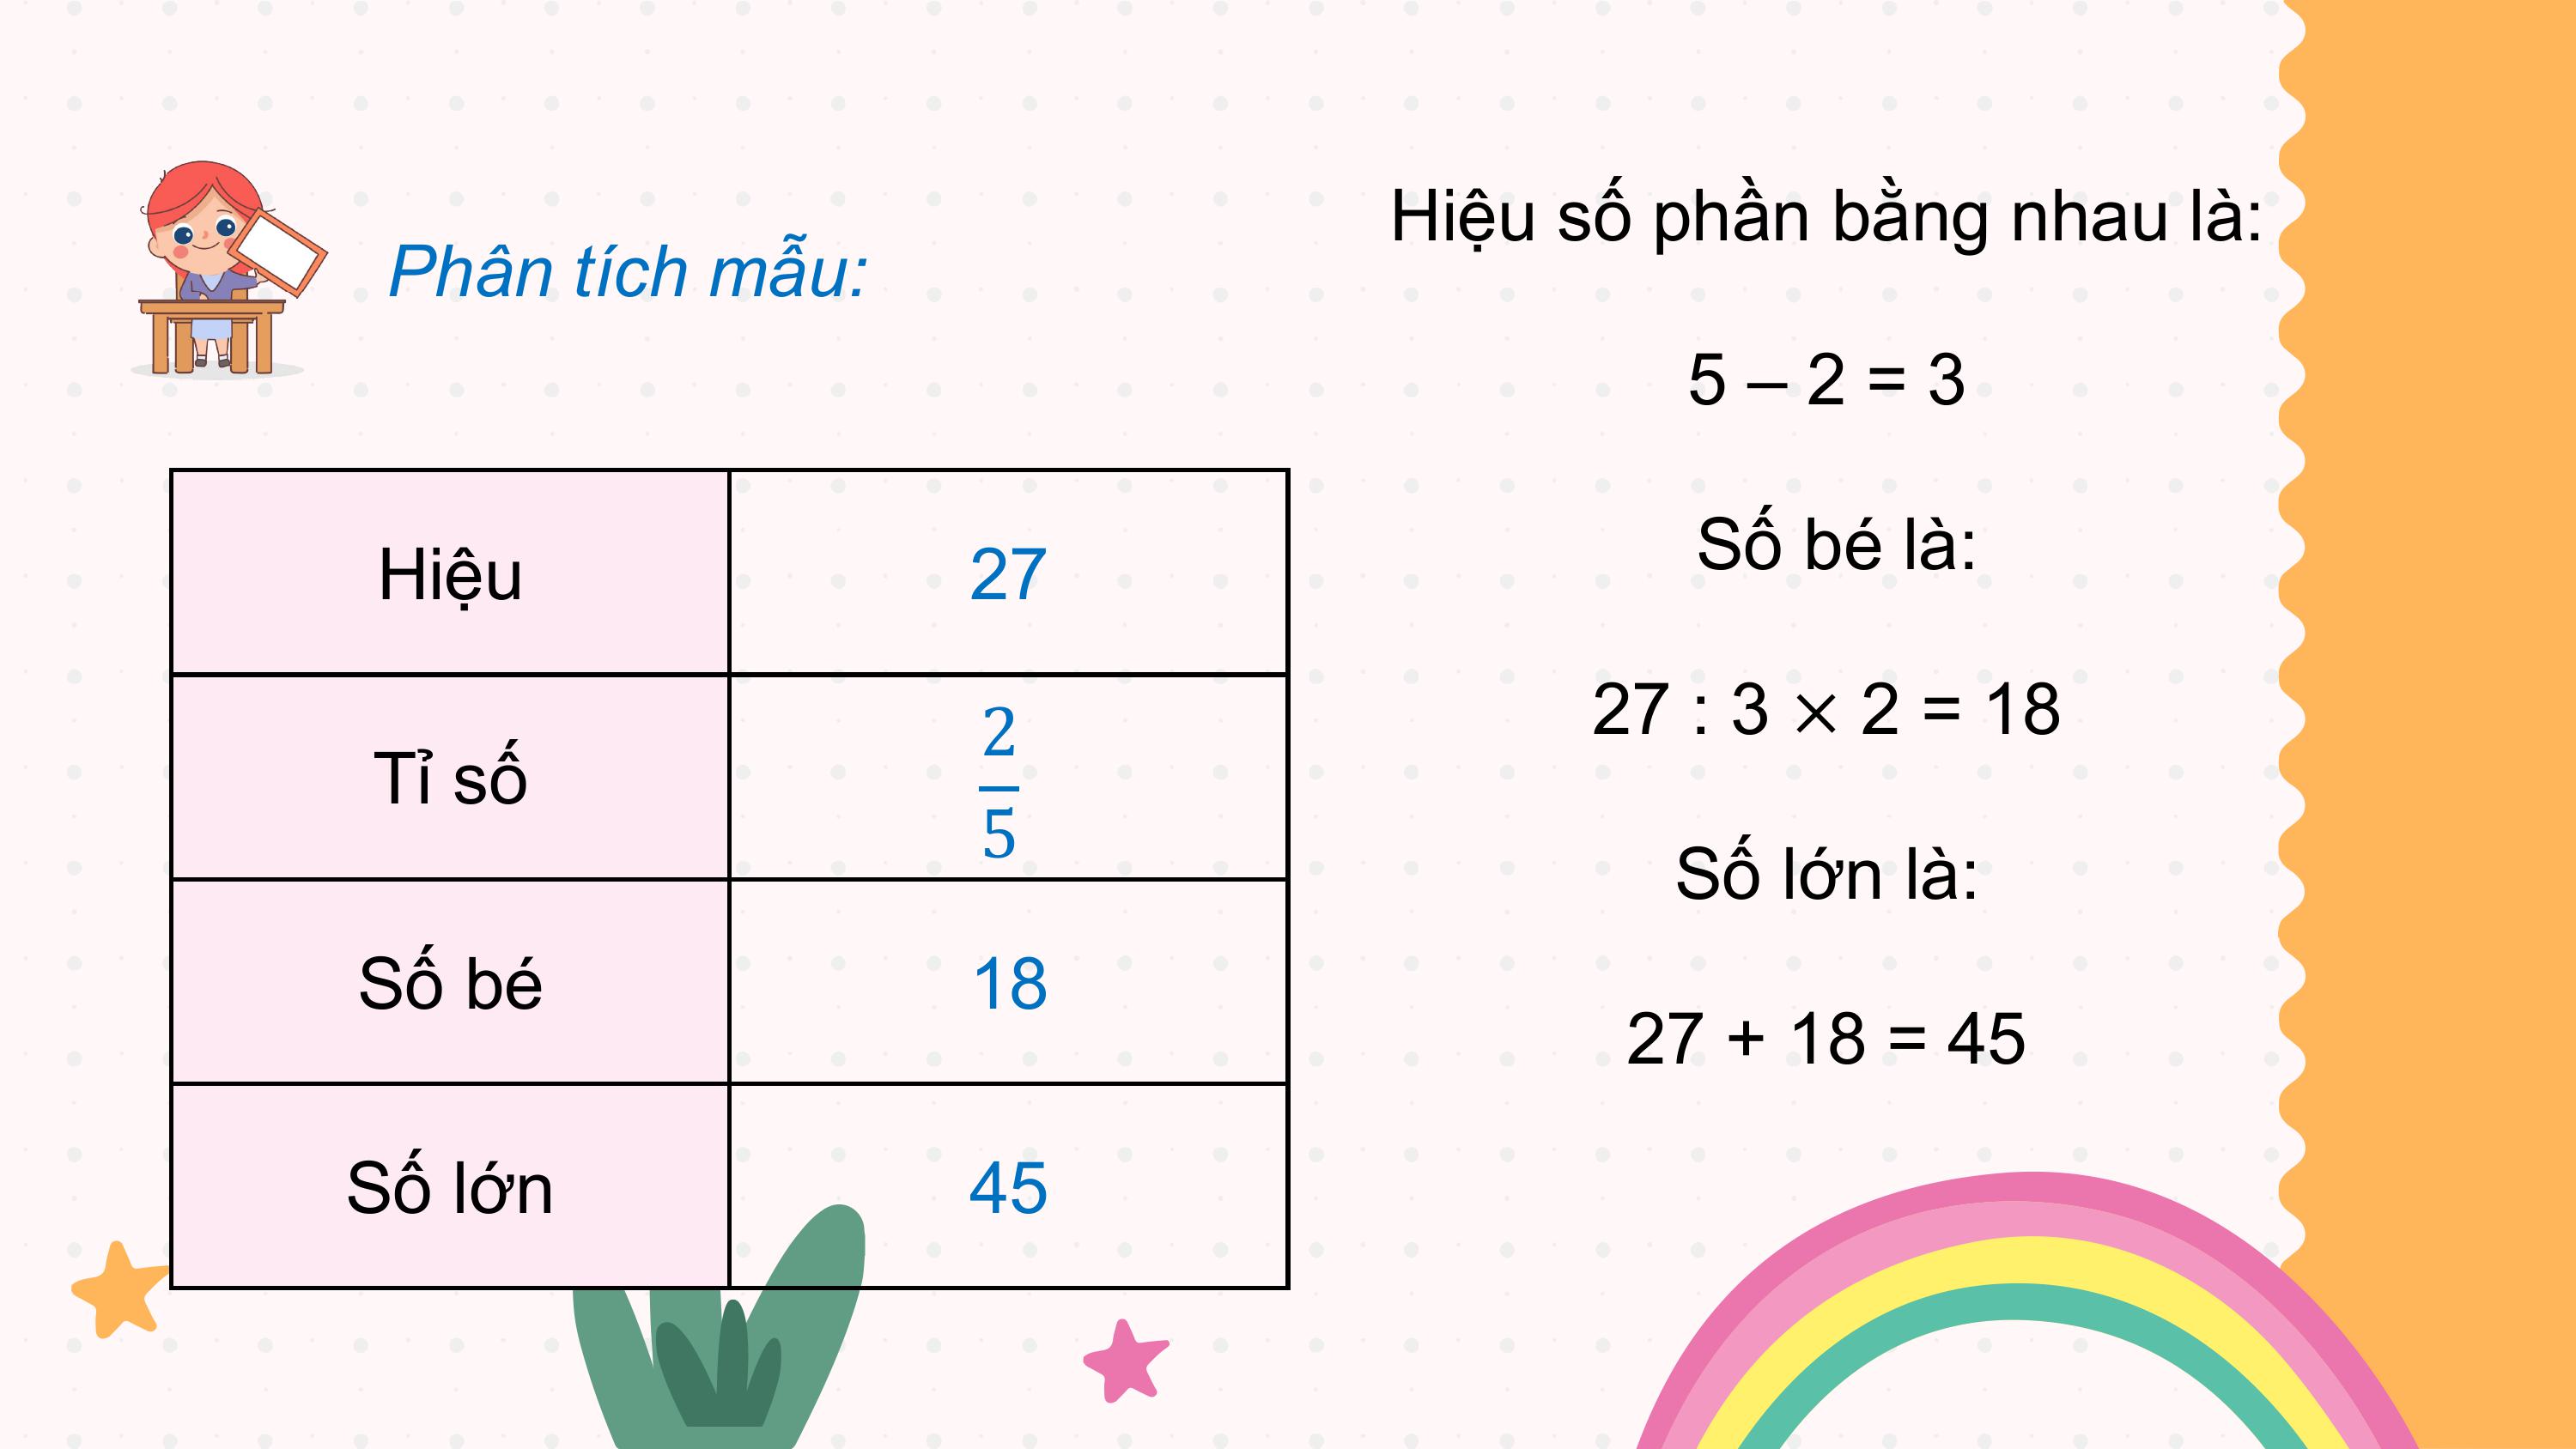 Phân tích mẫu:
Hiệu 27
Tỉ số 2/5
Số bé 18
Số lớn 45
Hiệu số phần bằng nhau là:
5 – 2 = 3
Số bé là:
27 : 3 × 2 = 18
Số lớn là:
27 + 18 = 45